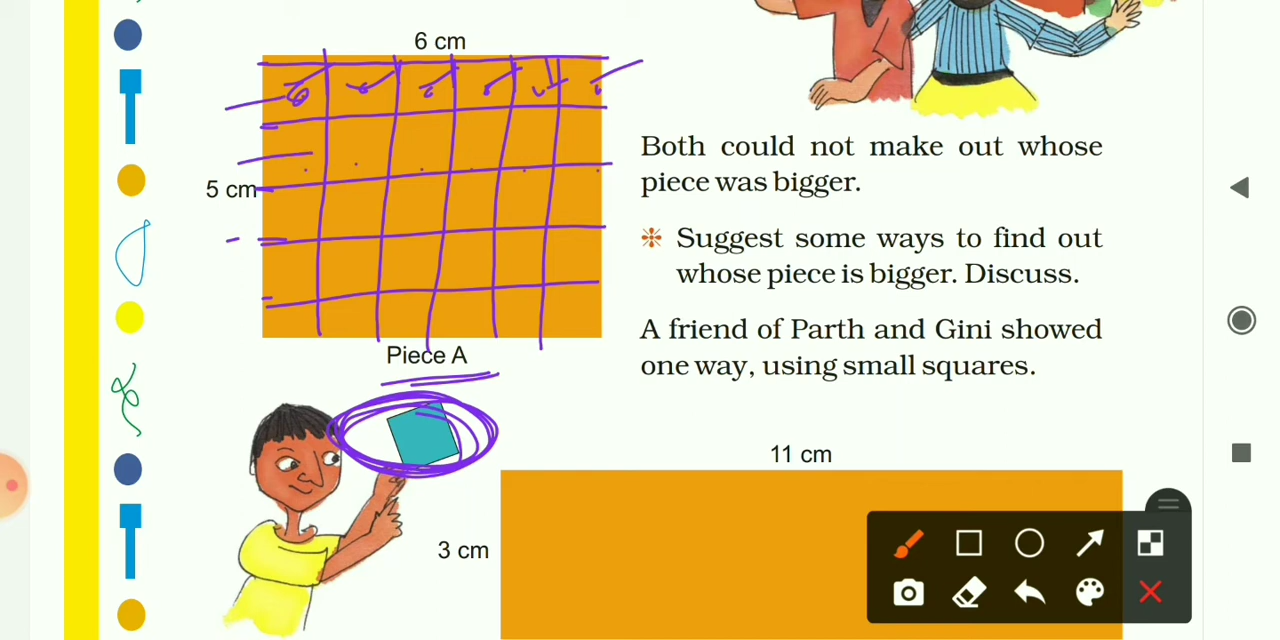 6 cm
5 cm
Piece A
Both could not make out whose
piece was bigger.
❉ Suggest some ways to find out
whose piece is bigger. Discuss.
A friend of Parth and Gini showed
one way, using small squares.
11 cm
3 cm